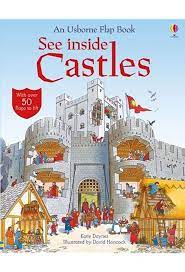 An Usborne Flap Book
See inside
Castles
With over
50
flaps to lift
Katie Daynes
Illustrated by David Hancock